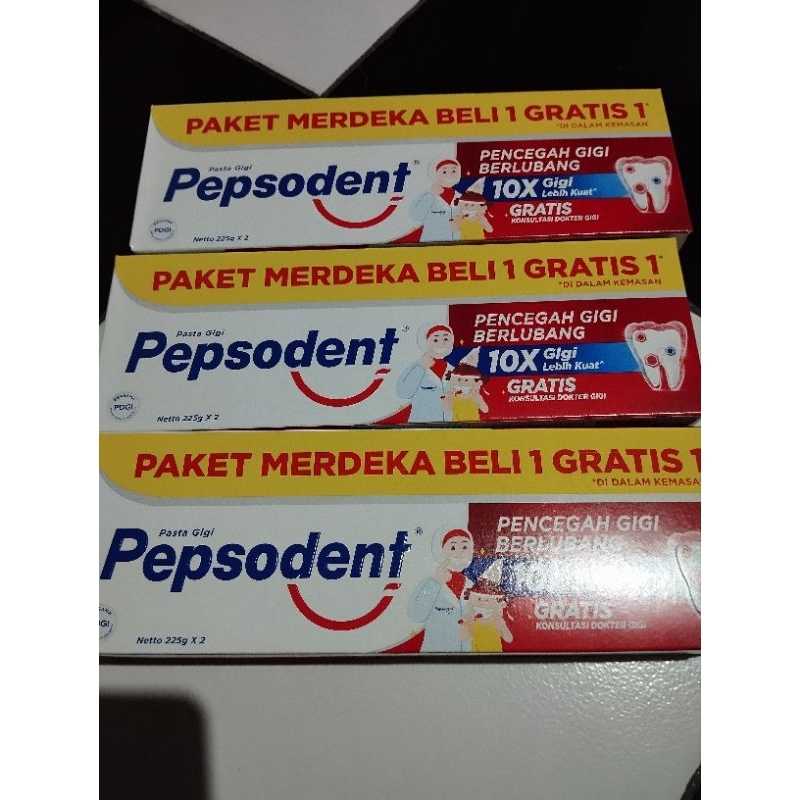 PAKET MERDEKA BELI 1 GRATIS 1*
*DI DALAM KEMASAN
Pasta Gigi
Pepsodent®
PENCEGAH GIGI
BERLUBANG
10X Gigi
Lebih Kuat^
GRATIS
KONSULTASI DOKTER GIGI
PDGI
Netto 225g X 2
PAKET MERDEKA BELI 1 GRATIS 1*
*DI DALAM KEMASAN
Pasta Gigi
Pepsodent®
PENCEGAH GIGI
BERLUBANG
10X Gigi
Lebih Kuat^
GRATIS
KONSULTASI DOKTER GIGI
PDGI
Netto 225g X 2
PAKET MERDEKA BELI 1 GRATIS 1
*DI DALAM KEMASA
Pasta Gigi
Pepsodent®
PENCEGAH GIGI
BERLUBANG
10
GRATIS
KONSULTASI DOKTER GIGI
GI
Netto 225g X 2